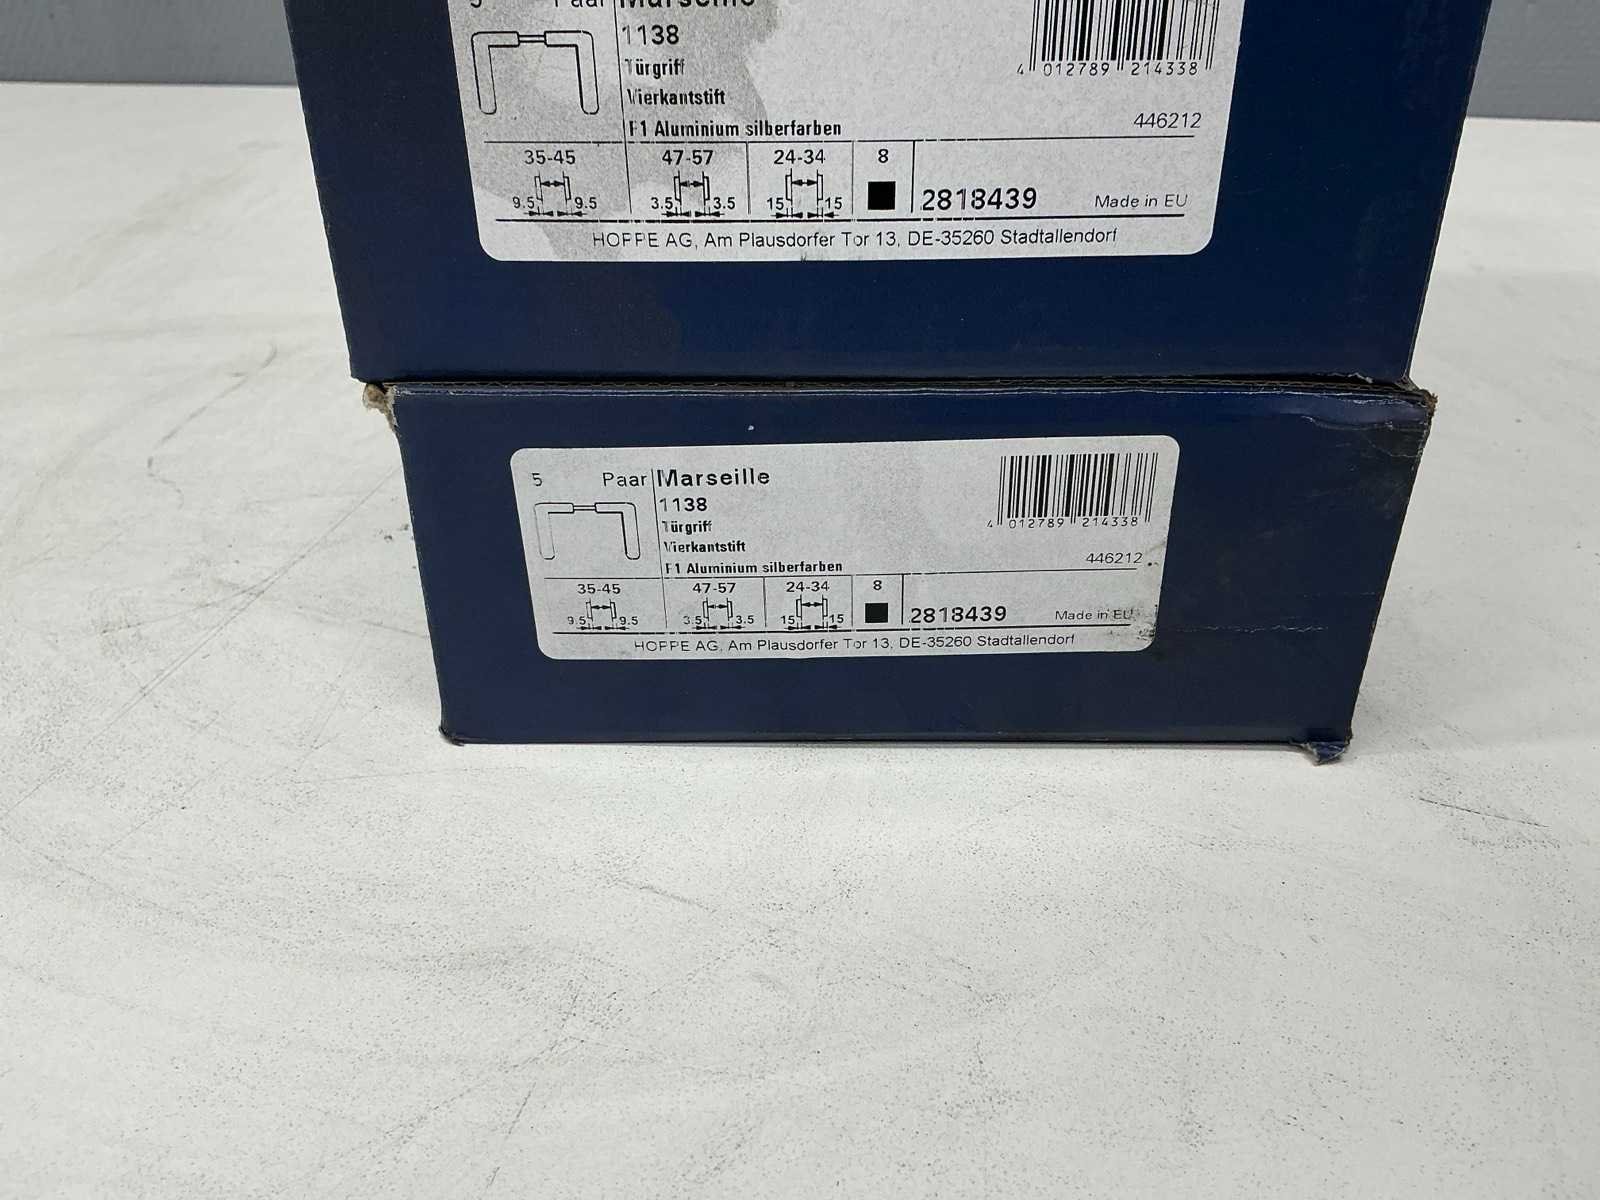 5 Paar Marseille
1138
Türgriff
Vierkantstift
F1 Aluminium silberfarben
4 012789 214338
446212
35-45 47-57 24-34 8
9.5 9.5 3.5 3.5 15 15
2818439 Made in EU
HOPPE AG, Am Plausdorfer Tor 13, DE-35260 Stadtallendorf
5 Paar Marseille
1138
Türgriff
Vierkantstift
F1 Aluminium silberfarben
4 012789 214338
446212
35-45 47-57 24-34 8
9.5 9.5 3.5 3.5 15 15
2818439 Made in EU
HOPPE AG, Am Plausdorfer Tor 13, DE-35260 Stadtallendorf